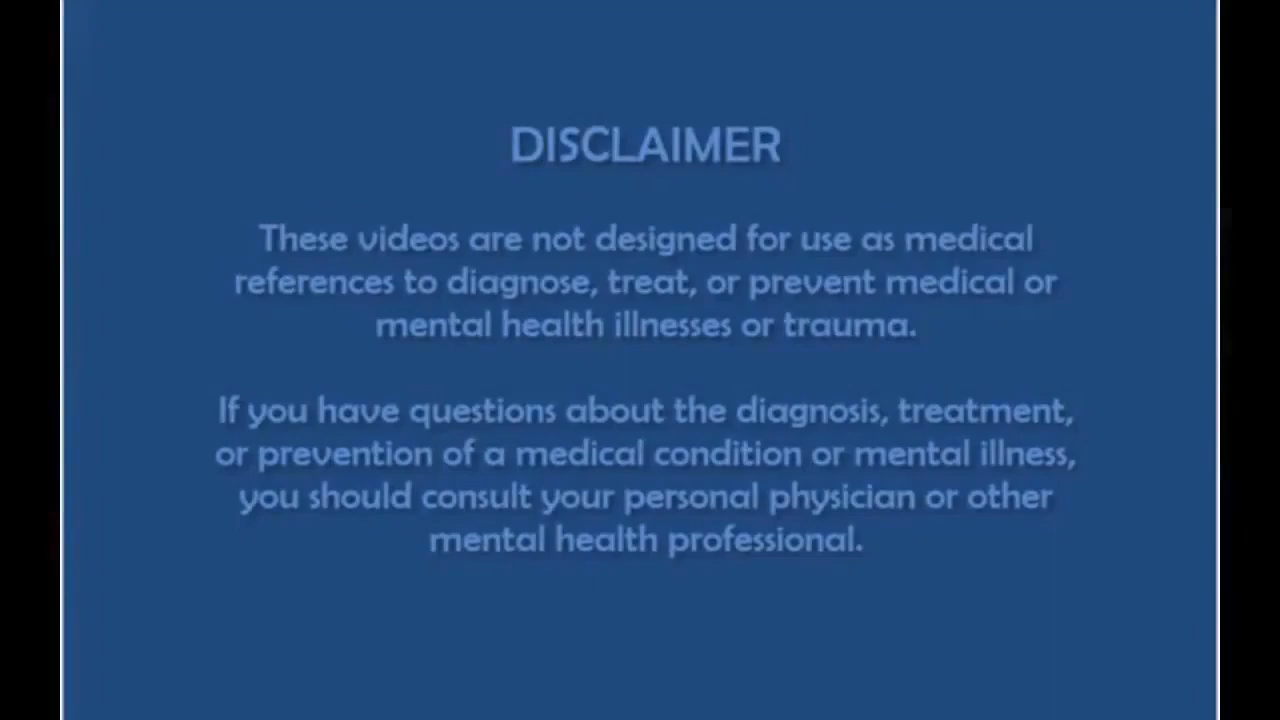 DISCLAIMER
These videos are not designed for use as medical
references to diagnose, treat, or prevent medical or
mental health illnesses or trauma.
If you have questions about the diagnosis, treatment,
or prevention of a medical condition or mental illness,
you should consult your personal physician or other
mental health professional.